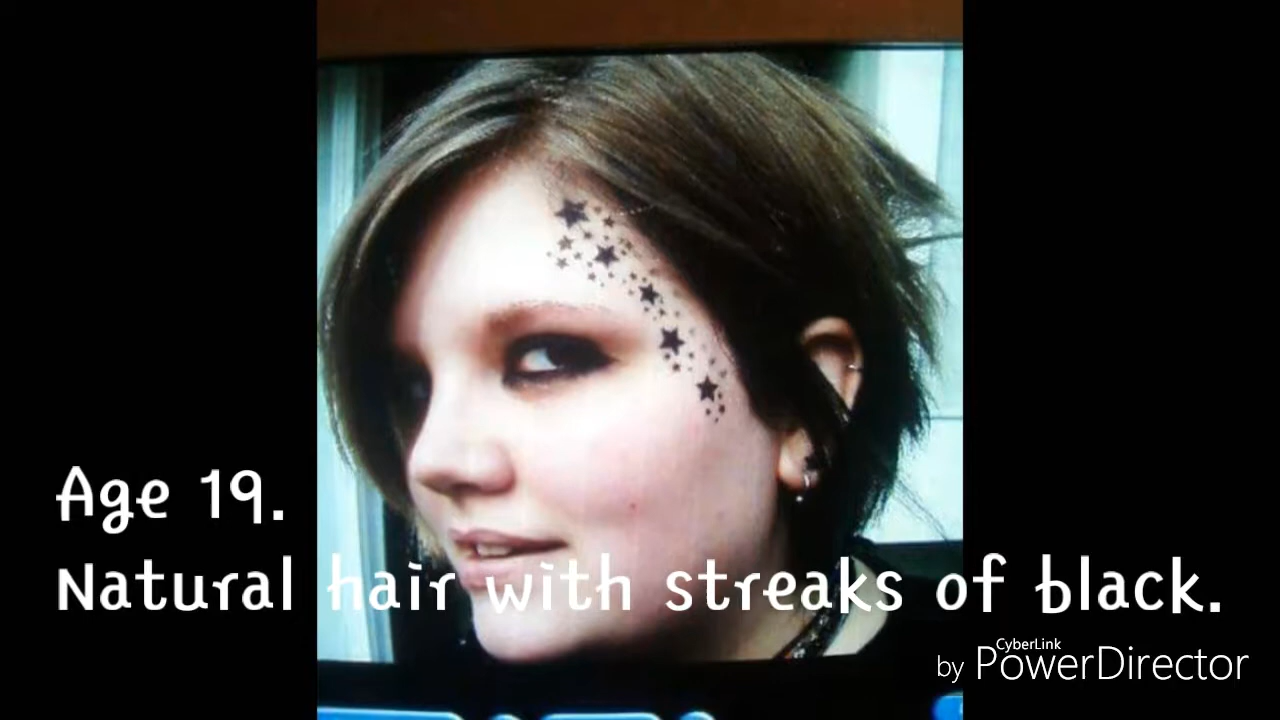 Age 19.
Natural hair with streaks of black.
CyberLink
by PowerDirector